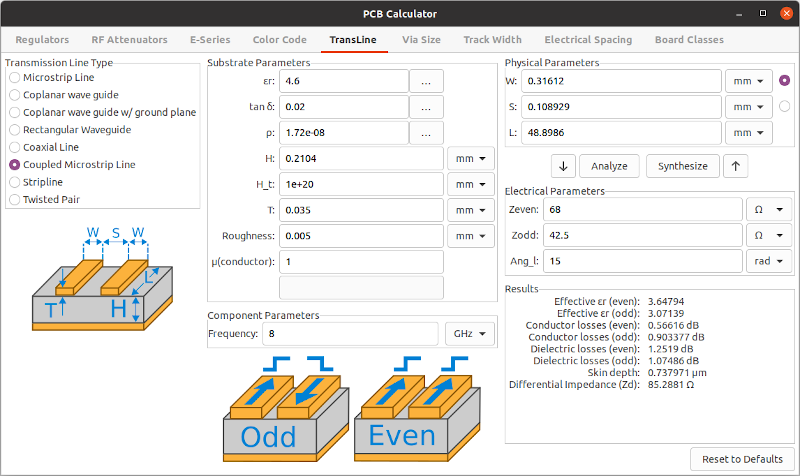 PCB Calculator
Regulators RF Attenuators E-Series Color Code TransLine Via Size Track Width Electrical Spacing Board Classes
Transmission Line Type
Microstrip Line
Coplanar wave guide
Coplanar wave guide w/ ground plane
Rectangular Waveguide
Coaxial Line
Coupled Microstrip Line
Stripline
Twisted Pair
W S W
L
T H
Substrate Parameters
εr: 4.6 ...
tan δ: 0.02 ...
ρ: 1.72e-08 ...
H: 0.2104 mm
H_t: 1e+20 mm
T: 0.035 mm
Roughness: 0.005 mm
μ(conductor): 1
Component Parameters
Frequency: 8 GHz
Odd Even
Physical Parameters
W: 0.31612 mm
S: 0.108929 mm
L: 48.8986 mm
Analyze Synthesize
Electrical Parameters
Zeven: 68 Ω
Zodd: 42.5 Ω
Ang_l: 15 rad
Results
Effective εr (even): 3.64794
Effective εr (odd): 3.07139
Conductor losses (even): 0.56616 dB
Conductor losses (odd): 0.903377 dB
Dielectric losses (even): 1.2519 dB
Dielectric losses (odd): 1.07486 dB
Skin depth: 0.737971 μm
Differential Impedance (Zd): 85.2881 Ω
Reset to Defaults